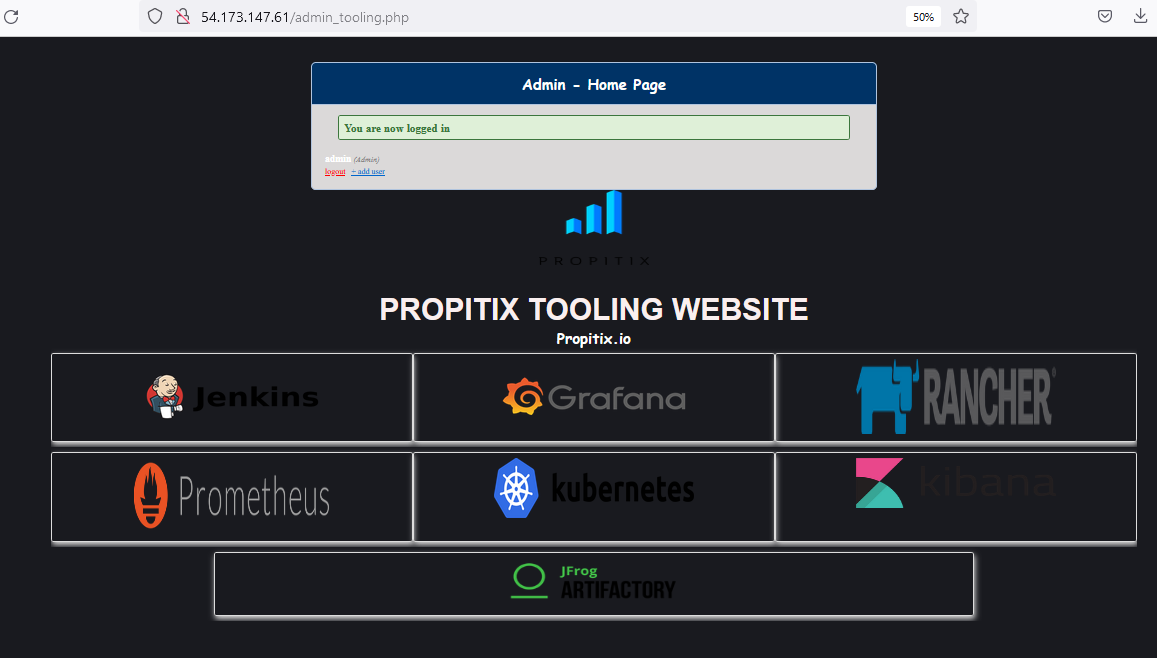 54.173.147.61/admin_tooling.php
50%
Admin - Home Page
You are now logged in
admin (Admin)
logout + add user
PROPITIX
PROPITIX TOOLING WEBSITE
Propitix.io
Jenkins
Grafana
RANCHER®
Prometheus
kubernetes
kibana
JFrog
ARTIFACTORY